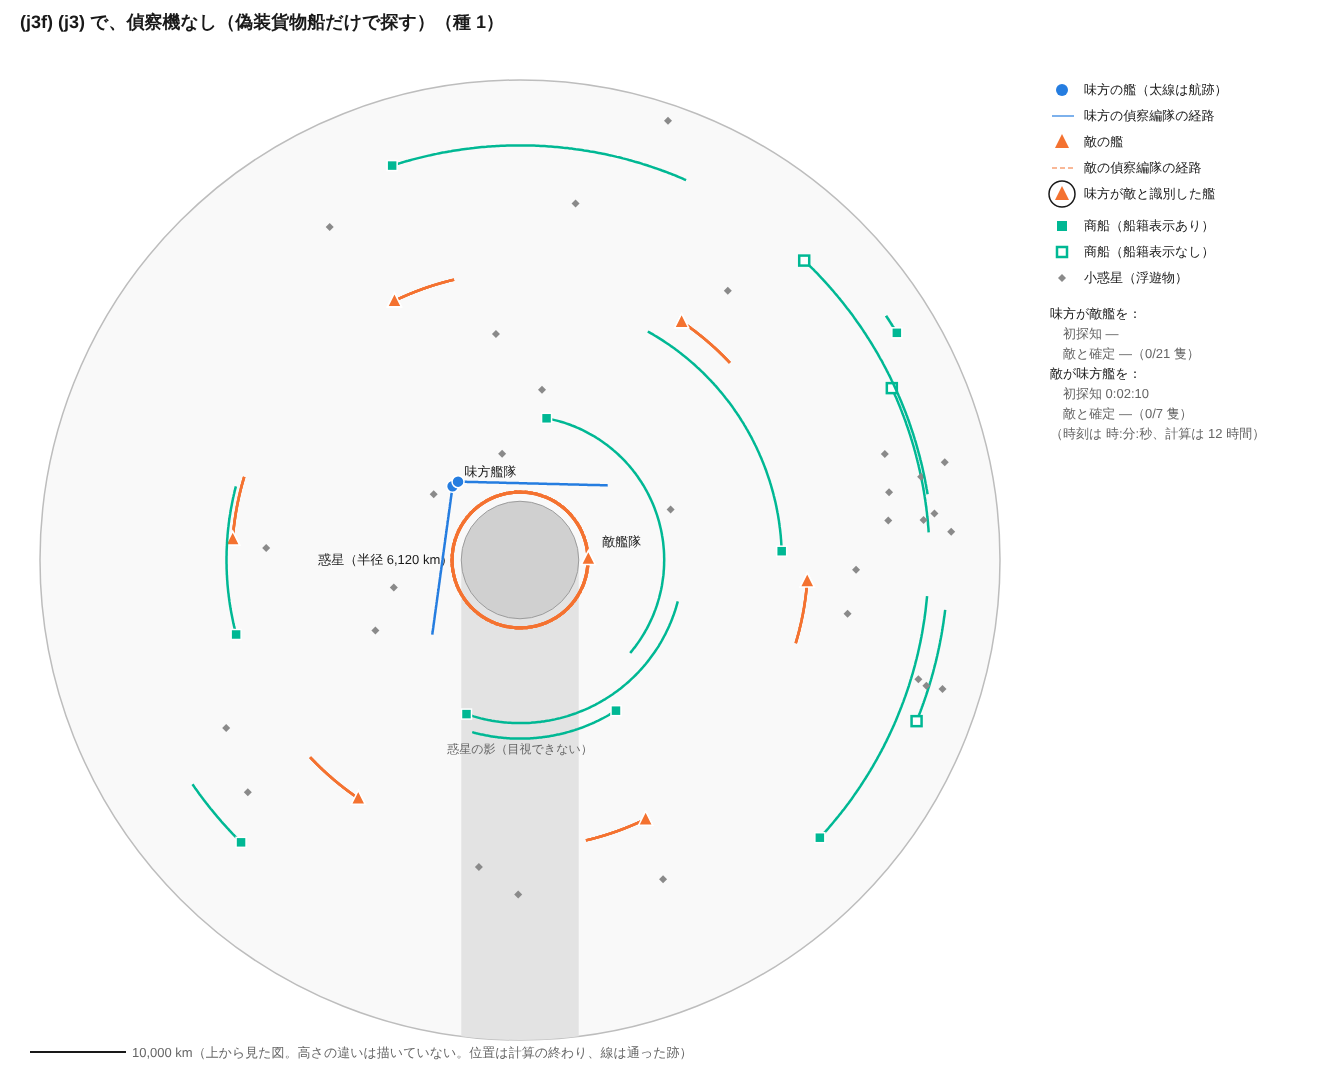 (j3f) (j3) で、偵察機なし（偽装貨物船だけで探す）（種 1）
味方の艦（太線は航跡）
味方の偵察編隊の経路
敵の艦
敵の偵察編隊の経路
味方が敵と識別した艦
商船（船籍表示あり）
商船（船籍表示なし）
小惑星（浮遊物）
味方が敵艦を：
初探知 —
敵と確定 —（0/21 隻）
敵が味方艦を：
初探知 0:02:10
敵と確定 —（0/7 隻）
（時刻は 時:分:秒、計算は 12 時間）
味方艦隊
敵艦隊
惑星（半径 6,120 km）
惑星の影（目視できない）
10,000 km（上から見た図。高さの違いは描いていない。位置は計算の終わり、線は通った跡）